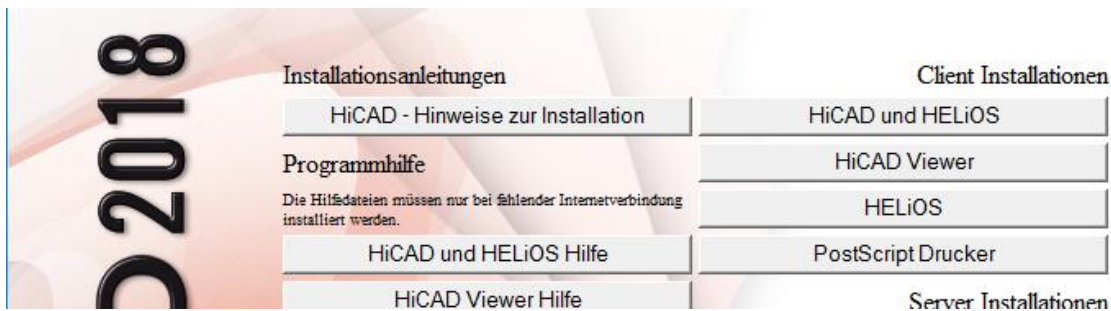 D 2018
Installationsanleitungen
HiCAD - Hinweise zur Installation
Programmhilfe
Die Hilfedateien müssen nur bei fehlender Internetverbindung
installiert werden.
HiCAD und HELiOS Hilfe
HiCAD Viewer Hilfe
Client Installationen
HiCAD und HELiOS
HiCAD Viewer
HELiOS
PostScript Drucker
Server Installationen